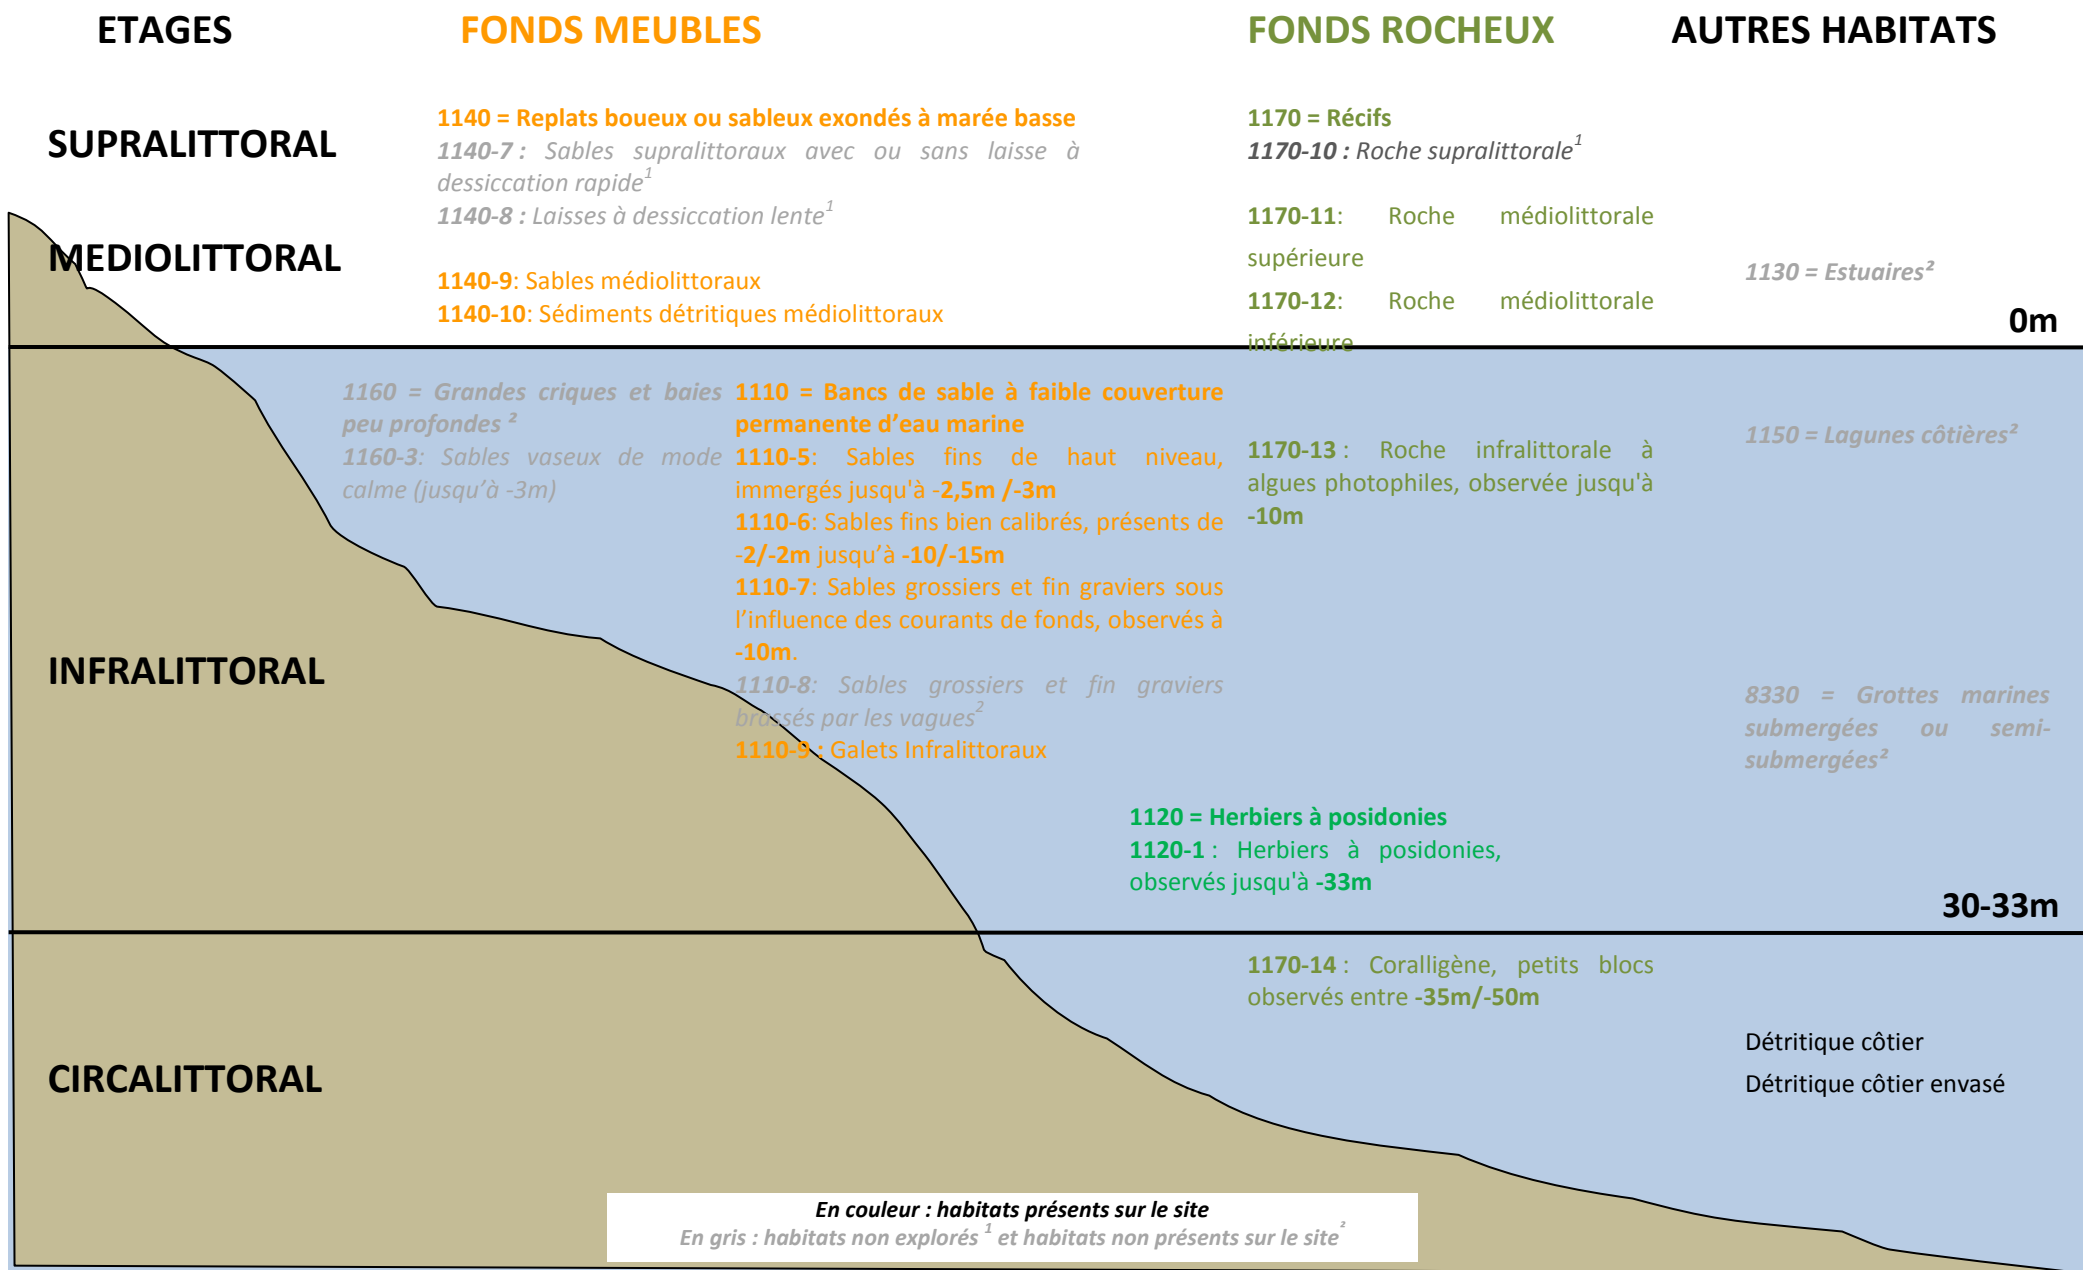 ETAGES
FONDS MEUBLES
FONDS ROCHEUX
AUTRES HABITATS
SUPRALITTORAL
1140 = Replats boueux ou sableux exondés à marée basse
1140-7 : Sables supralittoraux avec ou sans laisse à
dessiccation rapide¹
1140-8 : Laisses à dessiccation lente¹
1170 = Récifs
1170-10 : Roche supralittorale¹
MEDIOLITTORAL
1140-9: Sables médiolittoraux
1140-10: Sédiments détritiques médiolittoraux
1170-11: Roche médiolittorale
supérieure
1170-12: Roche médiolittorale
inférieure
1130 = Estuaires²
0m
1160 = Grandes criques et baies
peu profondes ²
1160-3: Sables vaseux de mode
calme (jusqu'à -3m)
1110 = Bancs de sable à faible couverture
permanente d'eau marine
1110-5: Sables fins de haut niveau,
immergés jusqu'à -2,5m /-3m
1110-6: Sables fins bien calibrés, présents de
-2/-2m jusqu'à -10/-15m
1110-7: Sables grossiers et fin graviers sous
l'influence des courants de fonds, observés à
-10m.
1110-8: Sables grossiers et fin graviers
brassés par les vagues²
1110-9 : Galets Infralittoraux
1170-13 : Roche infralittorale à
algues photophiles, observée jusqu'à
-10m
1150 = Lagunes côtières²
INFRALITTORAL
8330 = Grottes marines
submergées ou semi-
submergées²
1120 = Herbiers à posidonies
1120-1 : Herbiers à posidonies,
observés jusqu'à -33m
30-33m
1170-14 : Coralligène, petits blocs
observés entre -35m/-50m
CIRCALITTORAL
Détritique côtier
Détritique côtier envasé
En couleur : habitats présents sur le site
En gris : habitats non explorés ¹ et habitats non présents sur le site²